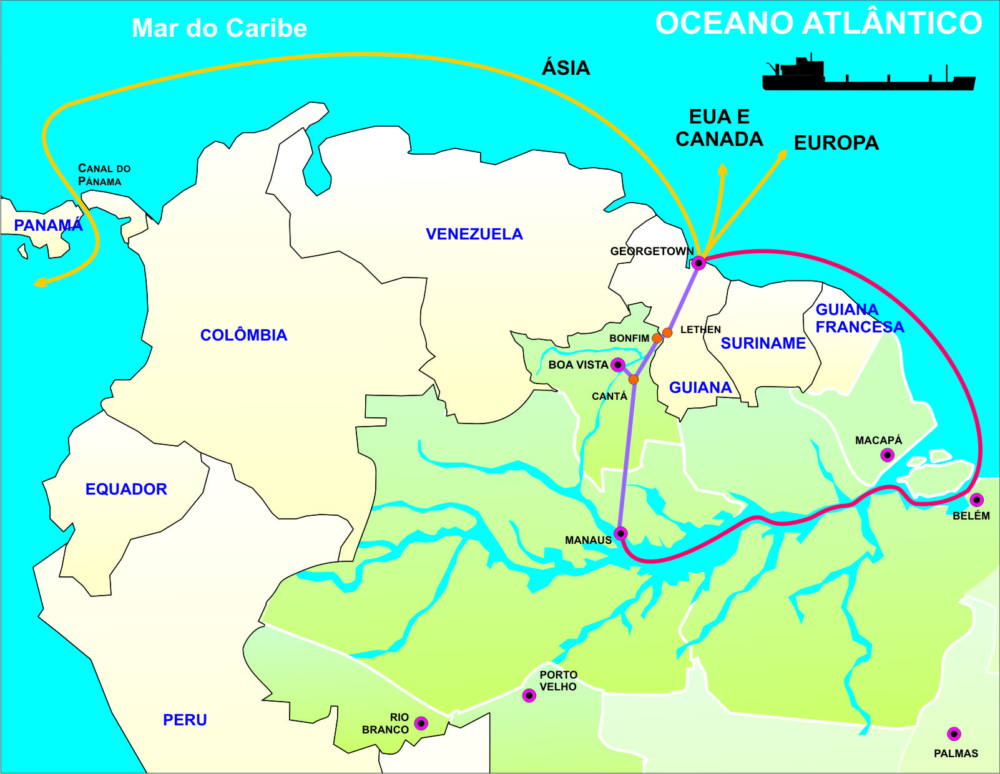 Mar do Caribe
OCEANO ATLÂNTICO
ÁSIA
EUA E
CANADA
EUROPA
CANAL DO
PÁNAMA
PANAMÁ
VENEZUELA
GEORGETOWN
GUIANA
FRANCESA
COLÔMBIA
LETHEN
BONFIM
SURINAME
BOA VISTA
GUIANA
CANTÁ
MACAPÁ
EQUADOR
BELÉM
MANAUS
PORTO
VELHO
PERU
RIO
BRANCO
PALMAS